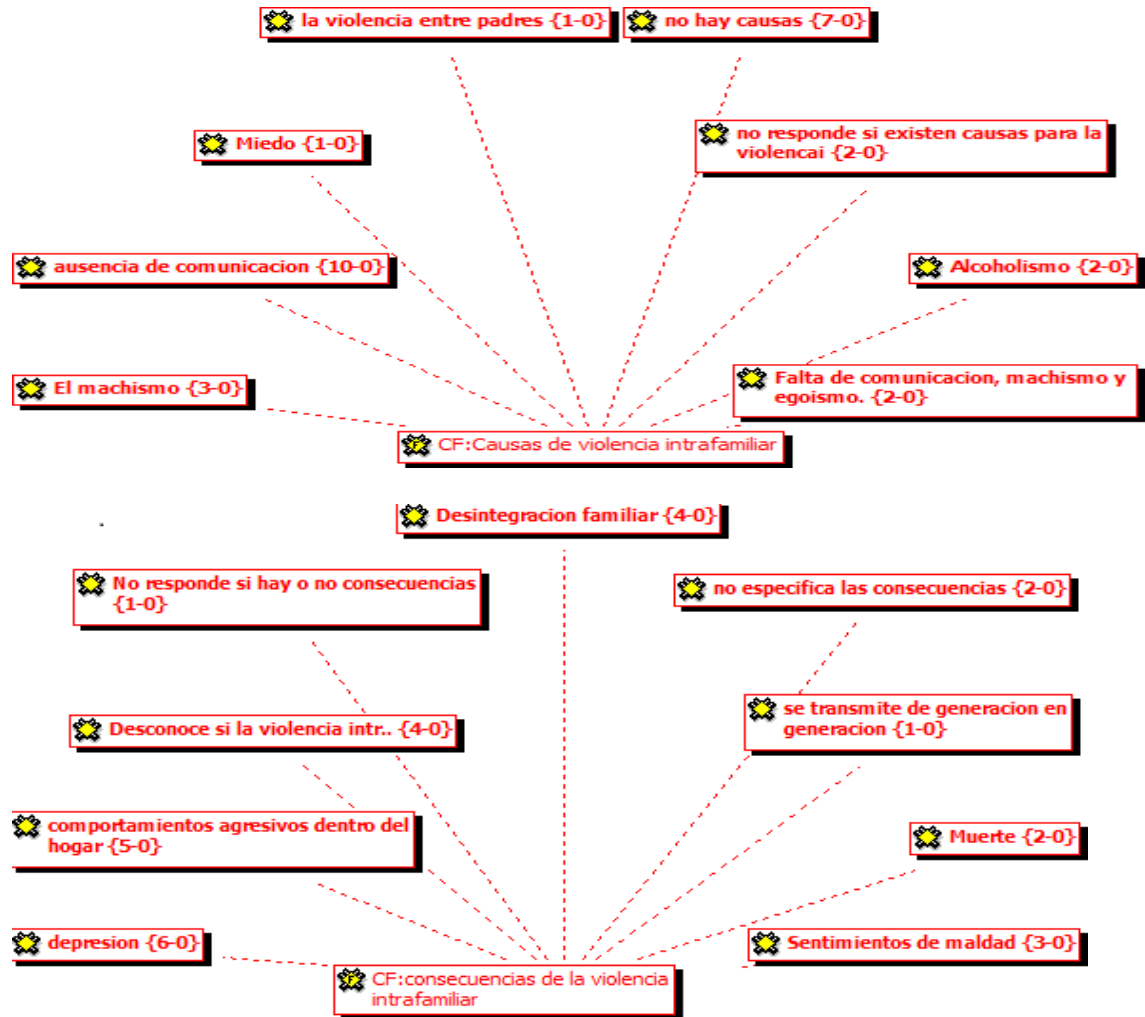 la violencia entre padres {1-0}
no hay causas {7-0}
Miedo {1-0}
no responde si existen causas para la
violencai {2-0}
ausencia de comunicacion {10-0}
Alcoholismo {2-0}
El machismo {3-0}
Falta de comunicacion, machismo y
egoismo. {2-0}
CF:Causas de violencia intrafamiliar
Desintegracion familiar {4-0}
No responde si hay o no consecuencias
{1-0}
no especifica las consecuencias {2-0}
Desconoce si la violencia intr.. {4-0}
se transmite de generacion en
generacion {1-0}
comportamientos agresivos dentro del
hogar {5-0}
Muerte {2-0}
depresion {6-0}
Sentimientos de maldad {3-0}
CF:consecuencias de la violencia
intrafamiliar